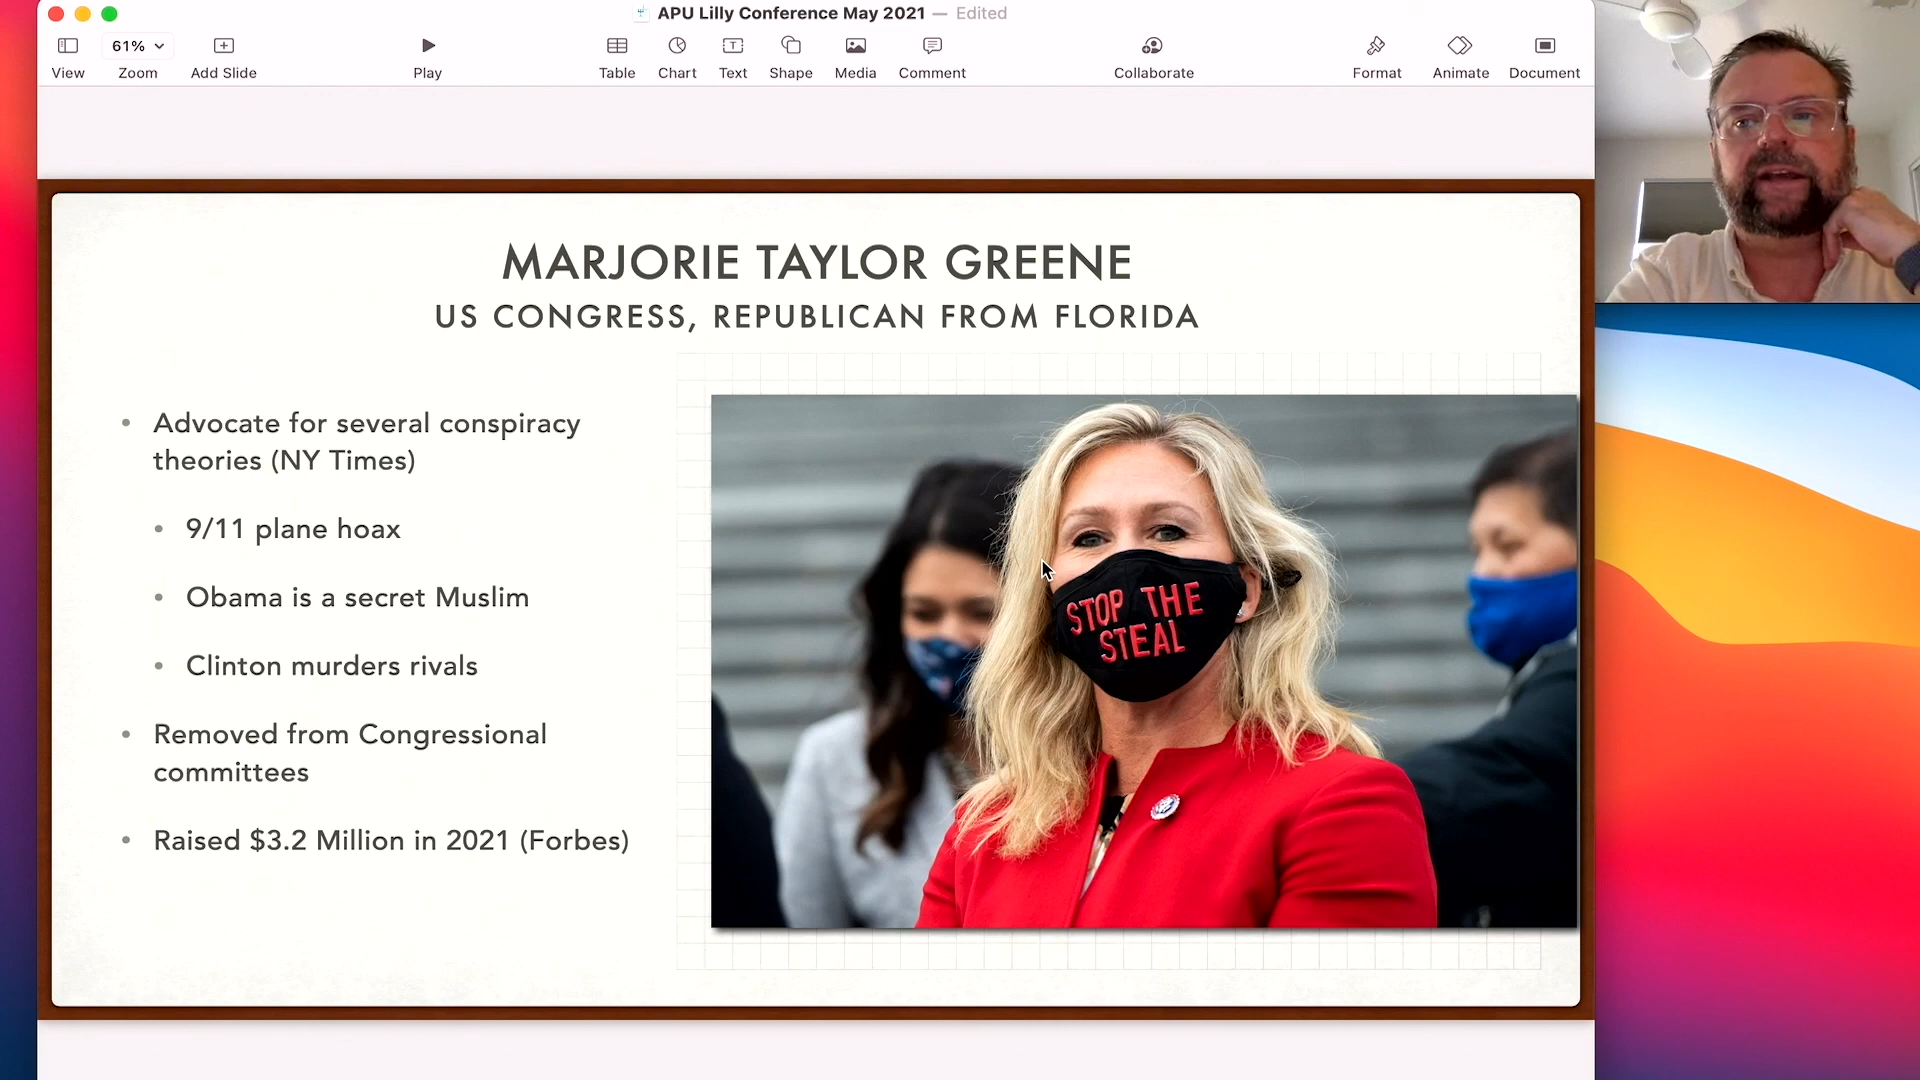 APU Lilly Conference May 2021 — Edited
61%
View
Zoom
Add Slide
Play
Table
Chart
Text
Shape
Media
Comment
Collaborate
Format
Animate
Document
MARJORIE TAYLOR GREENE
US CONGRESS, REPUBLICAN FROM FLORIDA
• Advocate for several conspiracy
theories (NY Times)
• 9/11 plane hoax
• Obama is a secret Muslim
• Clinton murders rivals
• Removed from Congressional
committees
• Raised $3.2 Million in 2021 (Forbes)
STOP THE
STEAL